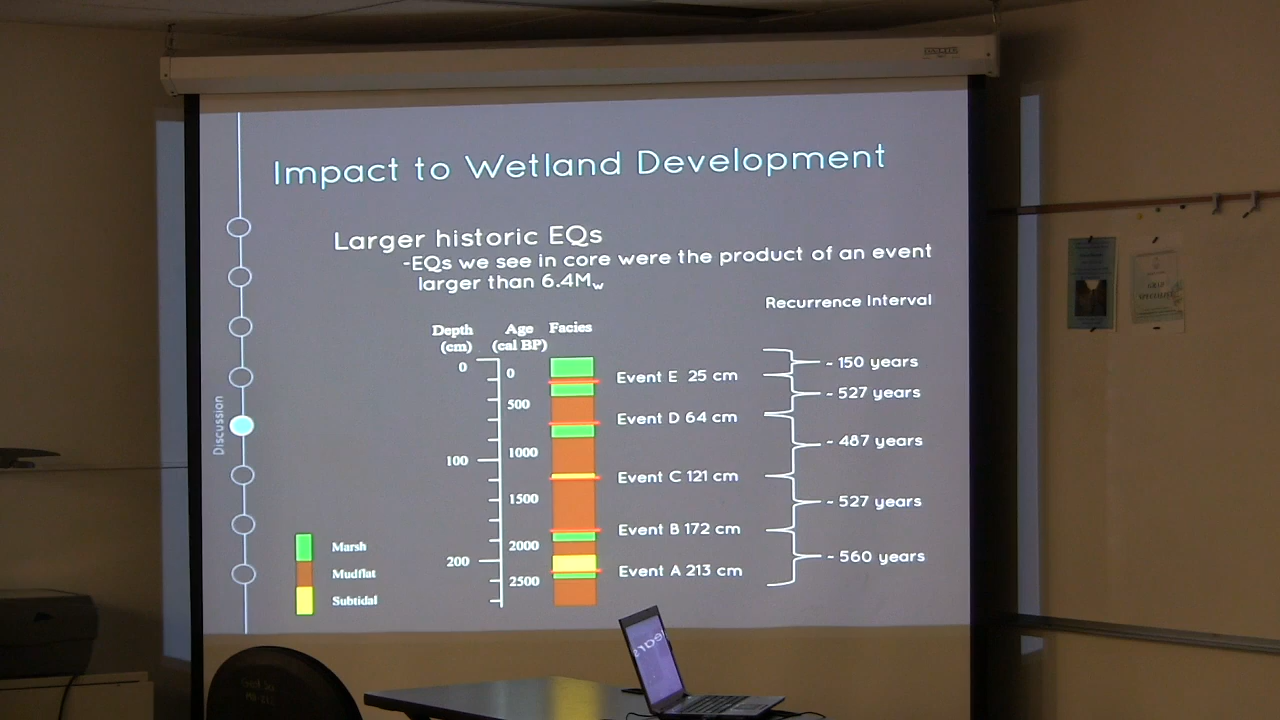 Impact to Wetland Development
Larger historic EQs
-EQs we see in core were the product of an event
larger than 6.4Mw
Recurrence Interval
Depth Age Facies
(cm) (cal BP)
0 0
500
100 1000
1500
200 2000
2500
Event E 25 cm
Event D 64 cm
Event C 121 cm
Event B 172 cm
Event A 213 cm
~ 150 years
~ 527 years
~ 487 years
~ 527 years
~ 560 years
Marsh
Mudflat
Subtidal
Discussion